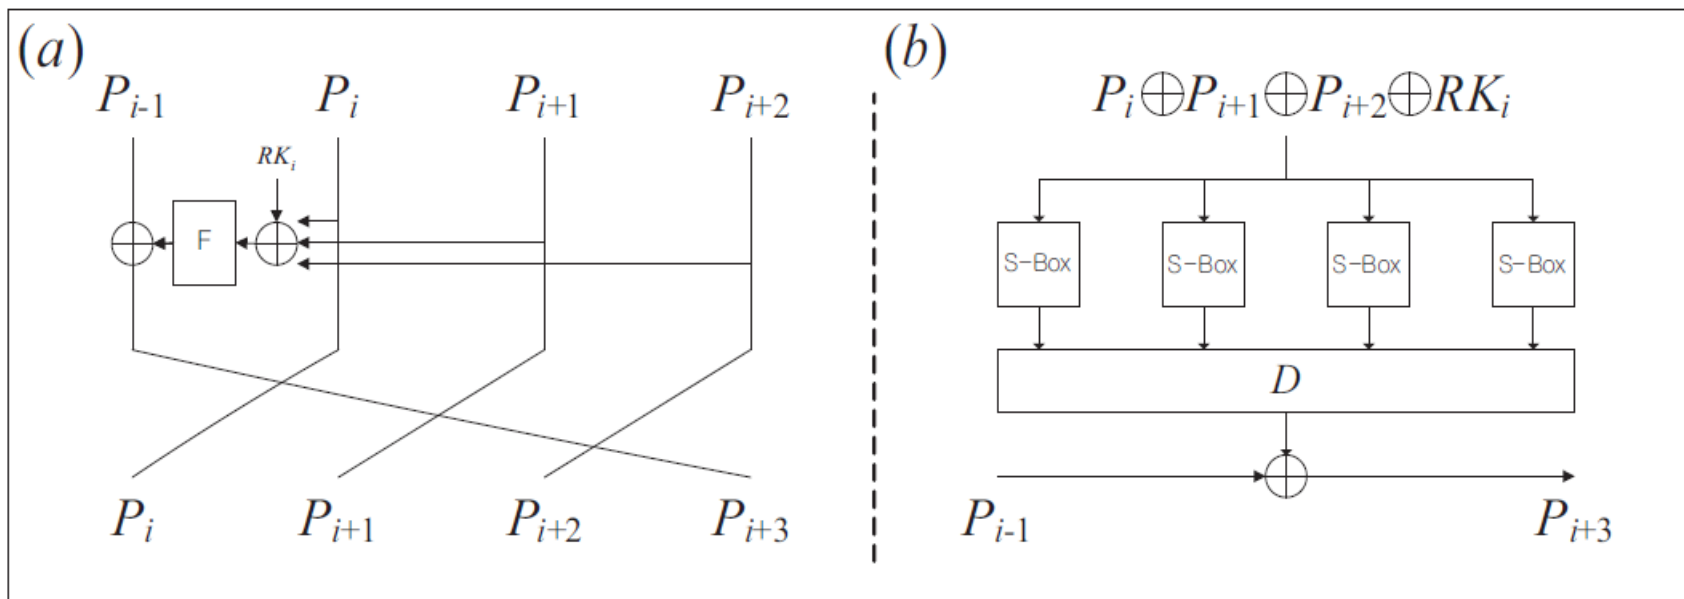 (a)
P_{i-1} P_i P_{i+1} P_{i+2}
RK_i
F
P_i P_{i+1} P_{i+2} P_{i+3}
(b)
P_i⊕P_{i+1}⊕P_{i+2}⊕RK_i
S-Box S-Box S-Box S-Box
D
P_{i-1} P_{i+3}